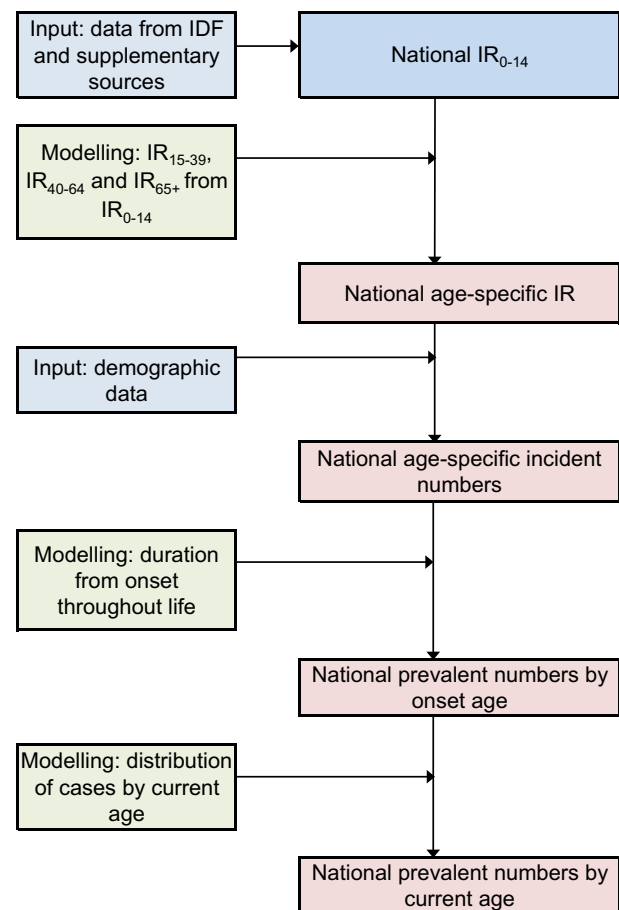 Input: data from IDF
and supplementary
sources
National IR0-14
Modelling: IR15-39,
IR40-64 and IR65+ from
IR0-14
National age-specific IR
Input: demographic
data
National age-specific incident
numbers
Modelling: duration
from onset
throughout life
National prevalent numbers by
onset age
Modelling: distribution
of cases by current
age
National prevalent numbers by
current age